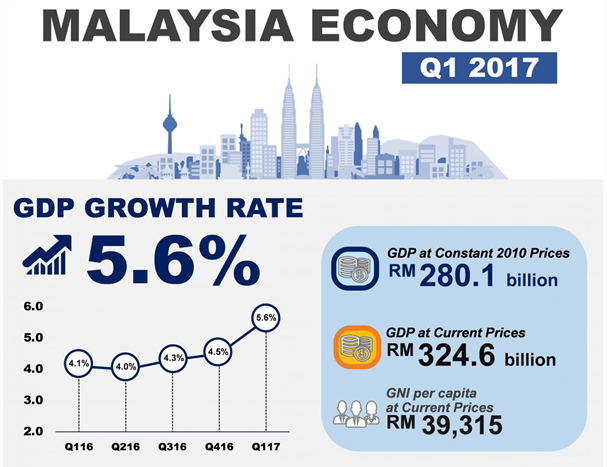 MALAYSIA ECONOMY
Q1 2017
GDP GROWTH RATE
5.6%
6.0
5.0
4.0
3.0
2.0
4.1%
4.0%
4.3%
4.5%
5.6%
Q116
Q216
Q316
Q416
Q117
GDP at Constant 2010 Prices
RM 280.1 billion
GDP at Current Prices
RM 324.6 billion
GNI per capita
at Current Prices
RM 39,315